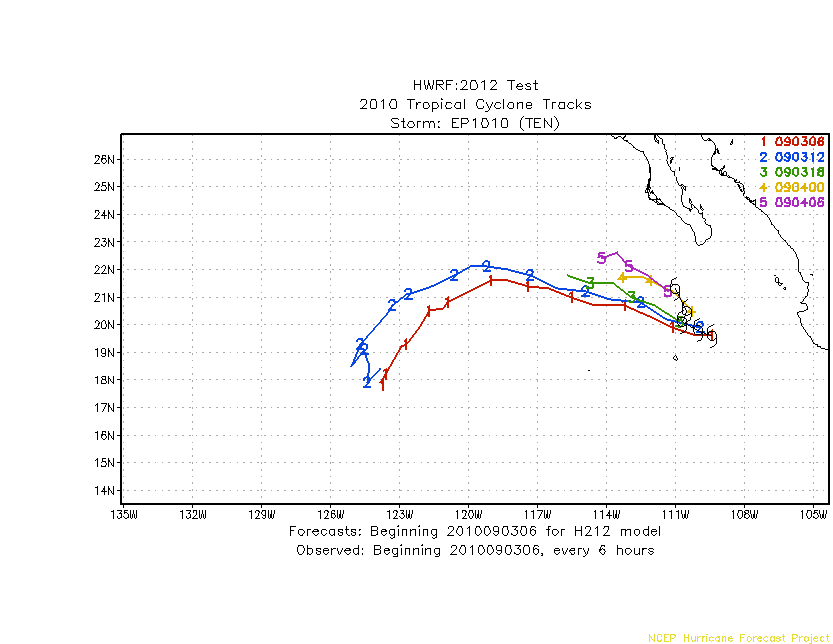 HWRF:2012 Test
2010 Tropical Cyclone Tracks
Storm: EP1010 (TEN)
1 090306
2 090312
3 090318
4 090400
5 090406
26N
25N
24N
23N
22N
21N
20N
19N
18N
17N
16N
15N
14N
135W 132W 129W 126W 123W 120W 117W 114W 111W 108W 105W
Forecasts: Beginning 2010090306 for H212 model
Observed: Beginning 2010090306, every 6 hours
NCEP Hurricane Forecast Project